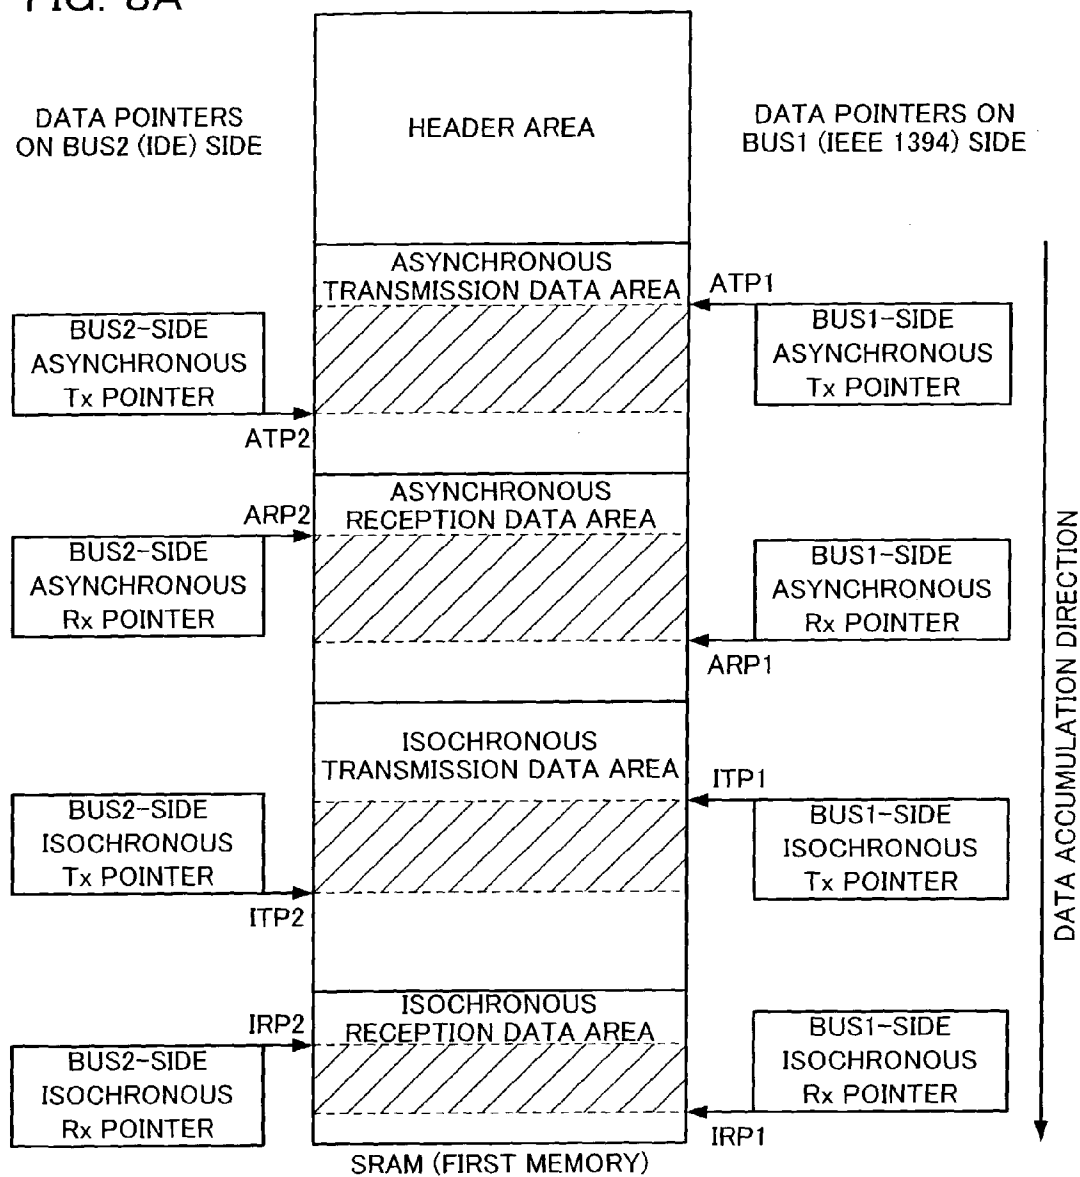 FIG. 8A
DATA POINTERS
ON BUS2 (IDE) SIDE
HEADER AREA
DATA POINTERS ON
BUS1 (IEEE 1394) SIDE
ASYNCHRONOUS
TRANSMISSION DATA AREA
ATP1
BUS2-SIDE
ASYNCHRONOUS
Tx POINTER
BUS1-SIDE
ASYNCHRONOUS
Tx POINTER
ATP2
ARP2
ASYNCHRONOUS
RECEPTION DATA AREA
BUS2-SIDE
ASYNCHRONOUS
Rx POINTER
BUS1-SIDE
ASYNCHRONOUS
Rx POINTER
ARP1
ISOCHRONOUS
TRANSMISSION DATA AREA
ITP1
BUS2-SIDE
ISOCHRONOUS
Tx POINTER
BUS1-SIDE
ISOCHRONOUS
Tx POINTER
ITP2
IRP2
ISOCHRONOUS
RECEPTION DATA AREA
BUS2-SIDE
ISOCHRONOUS
Rx POINTER
BUS1-SIDE
ISOCHRONOUS
Rx POINTER
IRP1
SRAM (FIRST MEMORY)
DATA ACCUMULATION DIRECTION